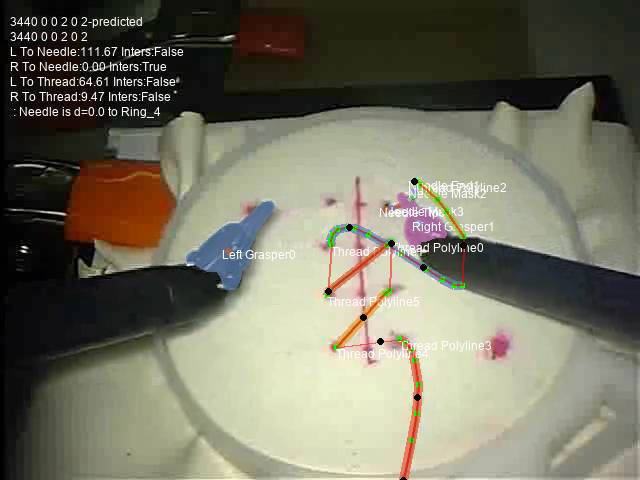 3440 0 0 2 0 2-predicted
3440 0 0 2 0 2
L To Needle:111.67 Inters:False
R To Needle:0.00 Inters:True
L To Thread:64.61 Inters:False
R To Thread:9.47 Inters:False
: Needle is d=0.0 to Ring_4
Needle Mask2
Right Grasper1
Thread Polyline0
Left Grasper0
Thread Polyline5
Thread Polyline3
Thread Polyline4